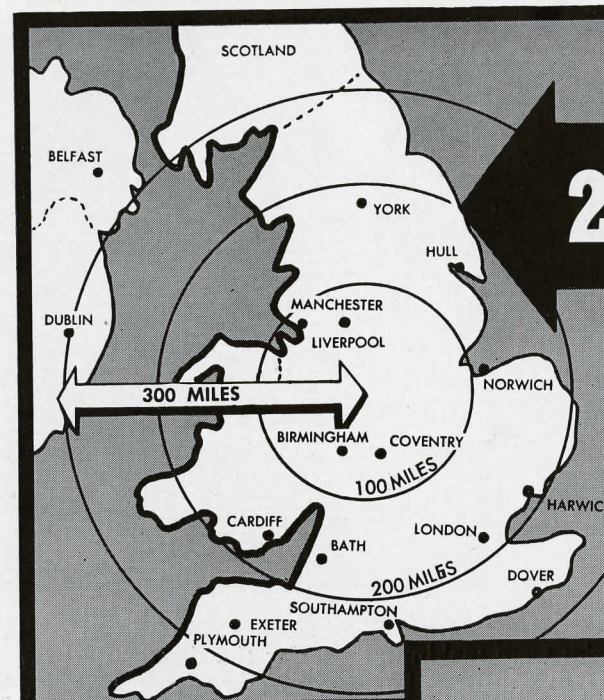 SCOTLAND
BELFAST
2
YORK
HULL
DUBLIN
MANCHESTER
LIVERPOOL
300 MILES
NORWICH
BIRMINGHAM
COVENTRY
100 MILES
HARWIC
CARDIFF
LONDON
BATH
200 MILES
DOVER
SOUTHAMPTON
EXETER
PLYMOUTH